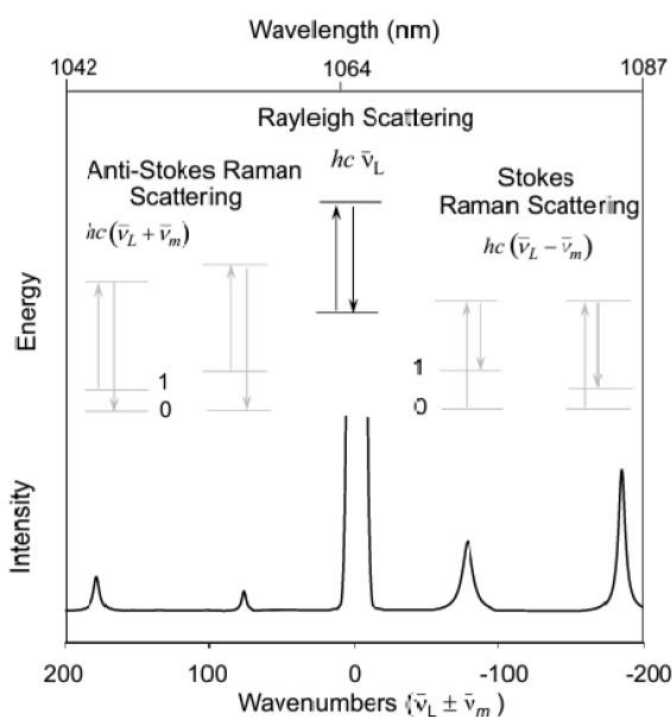 Wavelength (nm)
1042 1064 1087
Rayleigh Scattering
hc ν̄L
Anti-Stokes Raman
Scattering
hc(ν̄L + ν̄m)
Stokes
Raman Scattering
hc (ν̄L − ν̄m)
Energy
1
0
1
0
Intensity
200 100 0 -100 -200
Wavenumbers (ν̄L ± ν̄m)